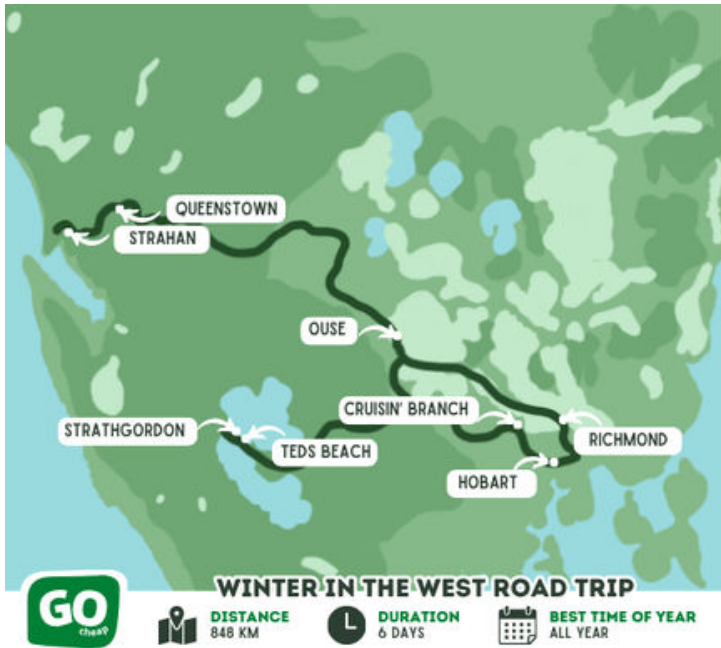 QUEENSTOWN
STRAHAN
OUSE
CRUISIN' BRANCH
STRATHGORDON
RICHMOND
TEDS BEACH
HOBART
WINTER IN THE WEST ROAD TRIP
GO
cheap
DISTANCE
848 KM
DURATION
6 DAYS
BEST TIME OF YEAR
ALL YEAR